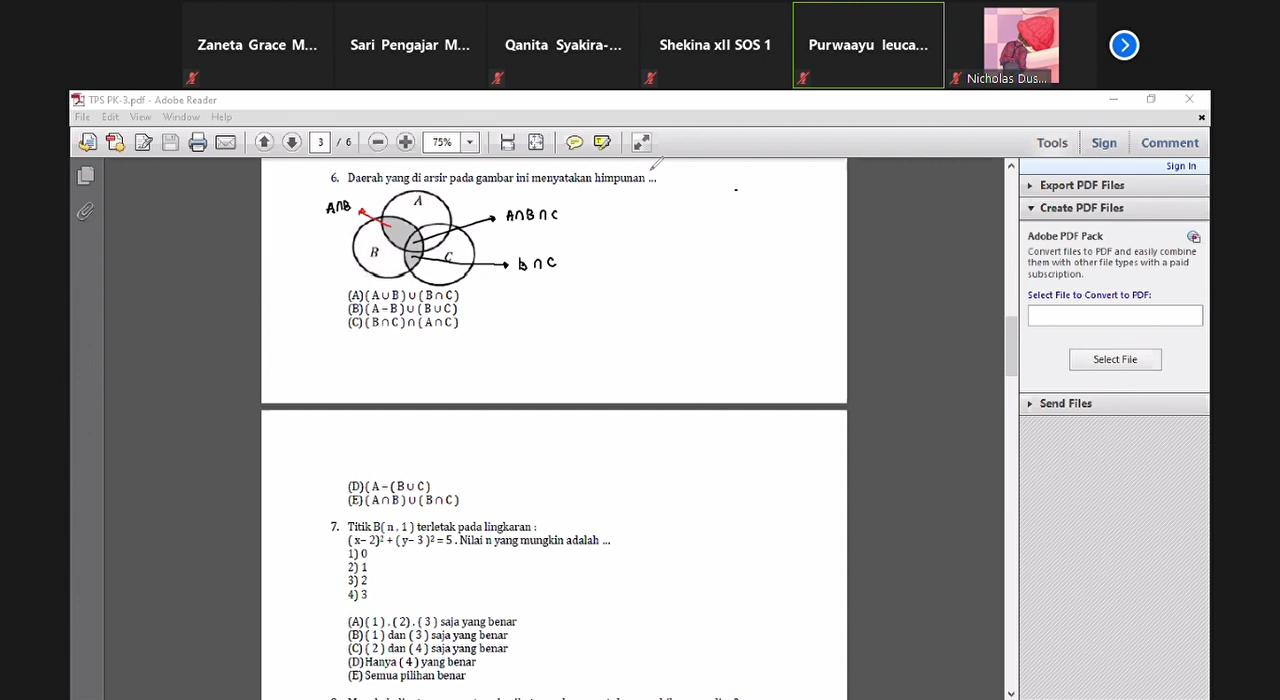 Zaneta Grace M...
Sari Pengajar M...
Qanita Syakira-...
Shekina xII SOS 1
Purwaayu leuca...
Nicholas Dus...
TPS PK-3.pdf - Adobe Reader
File Edit View Window Help
3 / 6 75% Tools Sign Comment
Sign In
Export PDF Files
Create PDF Files
Adobe PDF Pack
Convert files to PDF and easily combine
them with other file types with a paid
subscription.
Select File to Convert to PDF:
Select File
Send Files
6. Daerah yang di arsir pada gambar ini menyatakan himpunan ...
A∩B
A
A∩B∩C
B
C
B∩C
(A) ( A ∪ B ) ∪ ( B ∩ C )
(B) ( A – B ) ∪ ( B ∪ C )
(C) ( B ∩ C ) ∩ ( A ∩ C )
(D) ( A – ( B ∪ C )
(E) ( A ∩ B ) ∪ ( B ∩ C )
7. Titik B( n , 1 ) terletak pada lingkaran :
( x– 2)² + ( y– 3 )² = 5 . Nilai n yang mungkin adalah ...
1) 0
2) 1
3) 2
4) 3
(A) ( 1 ) , ( 2) , ( 3 ) saja yang benar
(B) ( 1 ) dan ( 3 ) saja yang benar
(C) ( 2 ) dan ( 4 ) saja yang benar
(D) Hanya ( 4 ) yang benar
(E) Semua pilihan benar